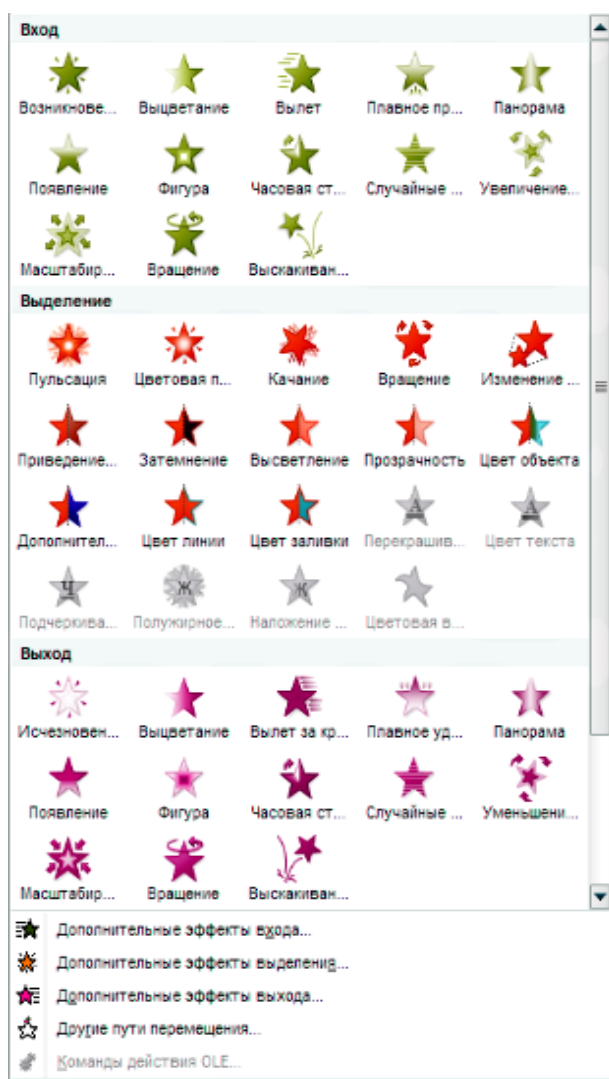 Вход
Возникнове... Выцветание Вылет Плавное пр... Панорама
Появление Фигура Часовая ст... Случайные ... Увеличение...
Масштабир... Вращение Выскакиван...
Выделение
Пульсация Цветовая п... Качание Вращение Изменение ...
Приведение... Затемнение Высветление Прозрачность Цвет объекта
Дополнител... Цвет линии Цвет заливки Перекрашив... Цвет текста
Подчеркива... Полужирное... Наложение ... Цветовая в...
Выход
Исчезновен... Выцветание Вылет за кр... Плавное уд... Панорама
Появление Фигура Часовая ст... Случайные ... Уменьшени...
Масштабир... Вращение Выскакиван...
Дополнительные эффекты входа...
Дополнительные эффекты выделения...
Дополнительные эффекты выхода...
Другие пути перемещения...
Команды действия OLE...